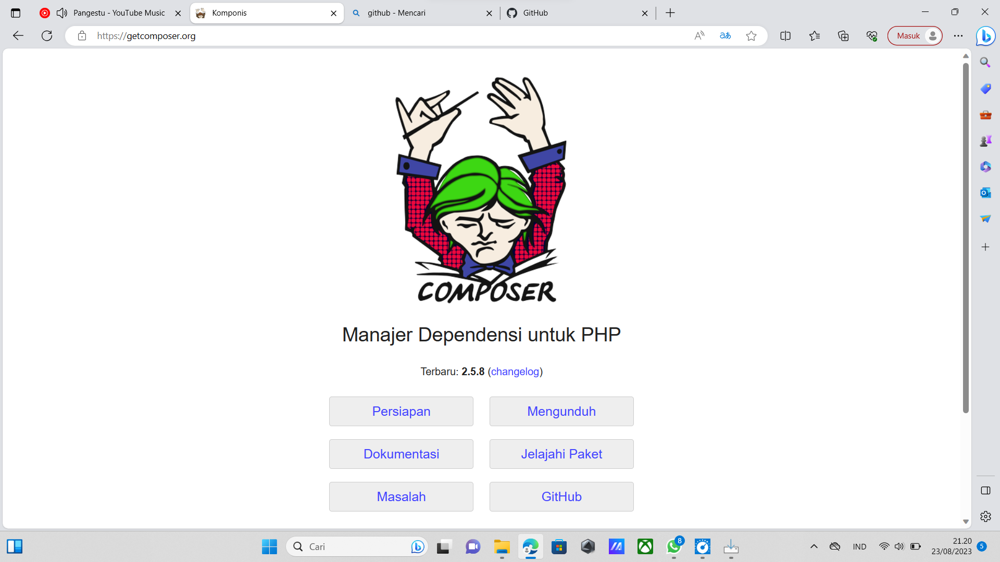 Pangestu - YouTube Music
Komponis
github - Mencari
GitHub
https://getcomposer.org
Masuk
COMPOSER
Manajer Dependensi untuk PHP
Terbaru: 2.5.8 (changelog)
Persiapan
Mengunduh
Dokumentasi
Jelajahi Paket
Masalah
GitHub
Cari
8
IND
21.20
23/08/2023
5